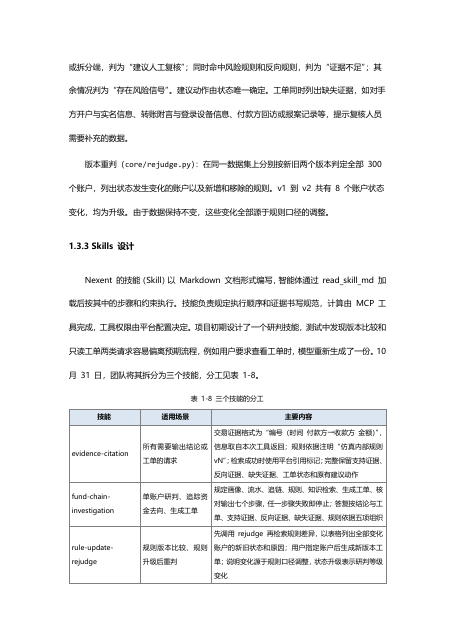 或拆分端，判为“建议人工复核”；同时命中风险规则和反向规则，判为“证据不足”；其
余情况判为“存在风险信号”。建议动作由状态唯一确定。工单同时列出缺失证据，如对手
方开户与实名信息、转账附言与登录设备信息、付款方回访或报案记录等，提示复核人员
需要补充的数据。
版本重判（core/rejudge.py）：在同一数据集上分别按新旧两个版本判定全部 300
个账户，列出状态发生变化的账户以及新增和移除的规则。v1 到 v2 共有 8 个账户状态
变化，均为升级。由于数据保持不变，这些变化全部源于规则口径的调整。
1.3.3 Skills 设计
Nexent 的技能（Skill）以 Markdown 文档形式编写，智能体通过 read_skill_md 加
载后按其中的步骤和约束执行。技能负责规定执行顺序和证据书写规范，计算由 MCP 工
具完成，工具权限由平台配置决定。项目初期设计了一个研判技能，测试中发现版本比较和
只读工单两类请求容易偏离预期流程，例如用户要求查看工单时，模型重新生成了一份。10
月 31 日，团队将其拆分为三个技能，分工见表 1-8。
表 1-8 三个技能的分工
技能 适用场景 主要内容
evidence-citation
所有需要输出结论或
工单的请求
交易证据格式为“编号（时间 付款方→收款方 金额）”，
信息取自本次工具返回；规则依据注明“仿真内部规则
vN”；检索成功时使用平台引用标记；完整保留支持证据、
反向证据、缺失证据、工单状态和原有建议动作
fund-chain-
investigation
单账户研判、追踪资
金去向、生成工单
规定画像、流水、追链、规则、知识检索、生成工单、核
对输出七个步骤，任一步骤失败即停止；答复按结论与工
单、支持证据、反向证据、缺失证据、规则依据五项组织
rule-update-
rejudge
规则版本比较、规则
升级后重判
先调用 rejudge 再检索规则差异，以表格列出全部变化
账户的新旧状态和原因；用户指定账户后生成新版本工
单；说明变化源于规则口径调整，状态升级表示研判等级
变化